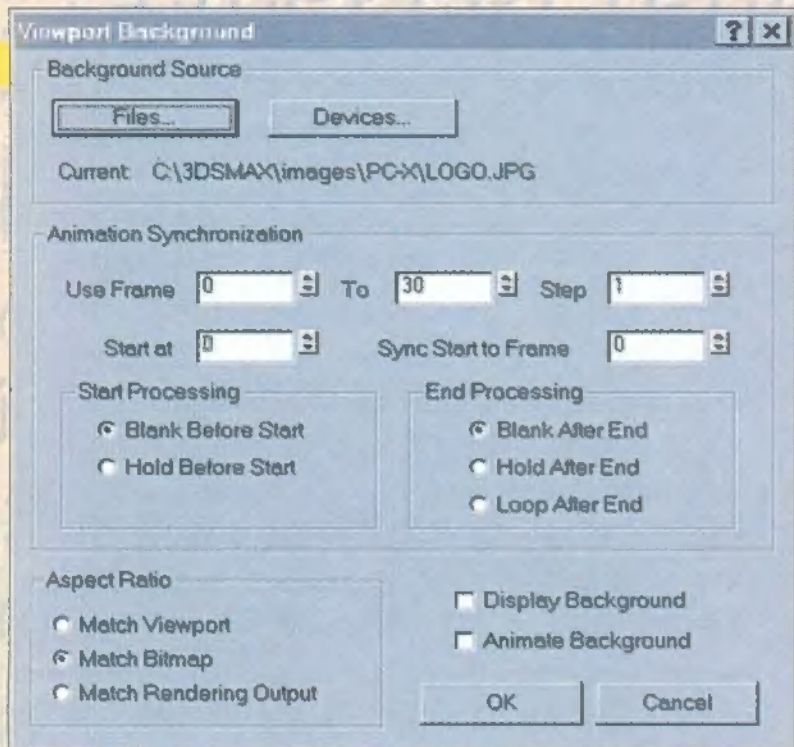 Viewport Background
Background Source
Files...
Devices...
Current: C:\3DSMAX\images\PC-X\LOGO.JPG
Animation Synchronization
Use Frame 0 To 30 Step 1
Start at 0 Sync Start to Frame 0
Start Processing
Blank Before Start
Hold Before Start
End Processing
Blank After End
Hold After End
Loop After End
Aspect Ratio
Match Viewport
Match Bitmap
Match Rendering Output
Display Background
Animate Background
OK
Cancel